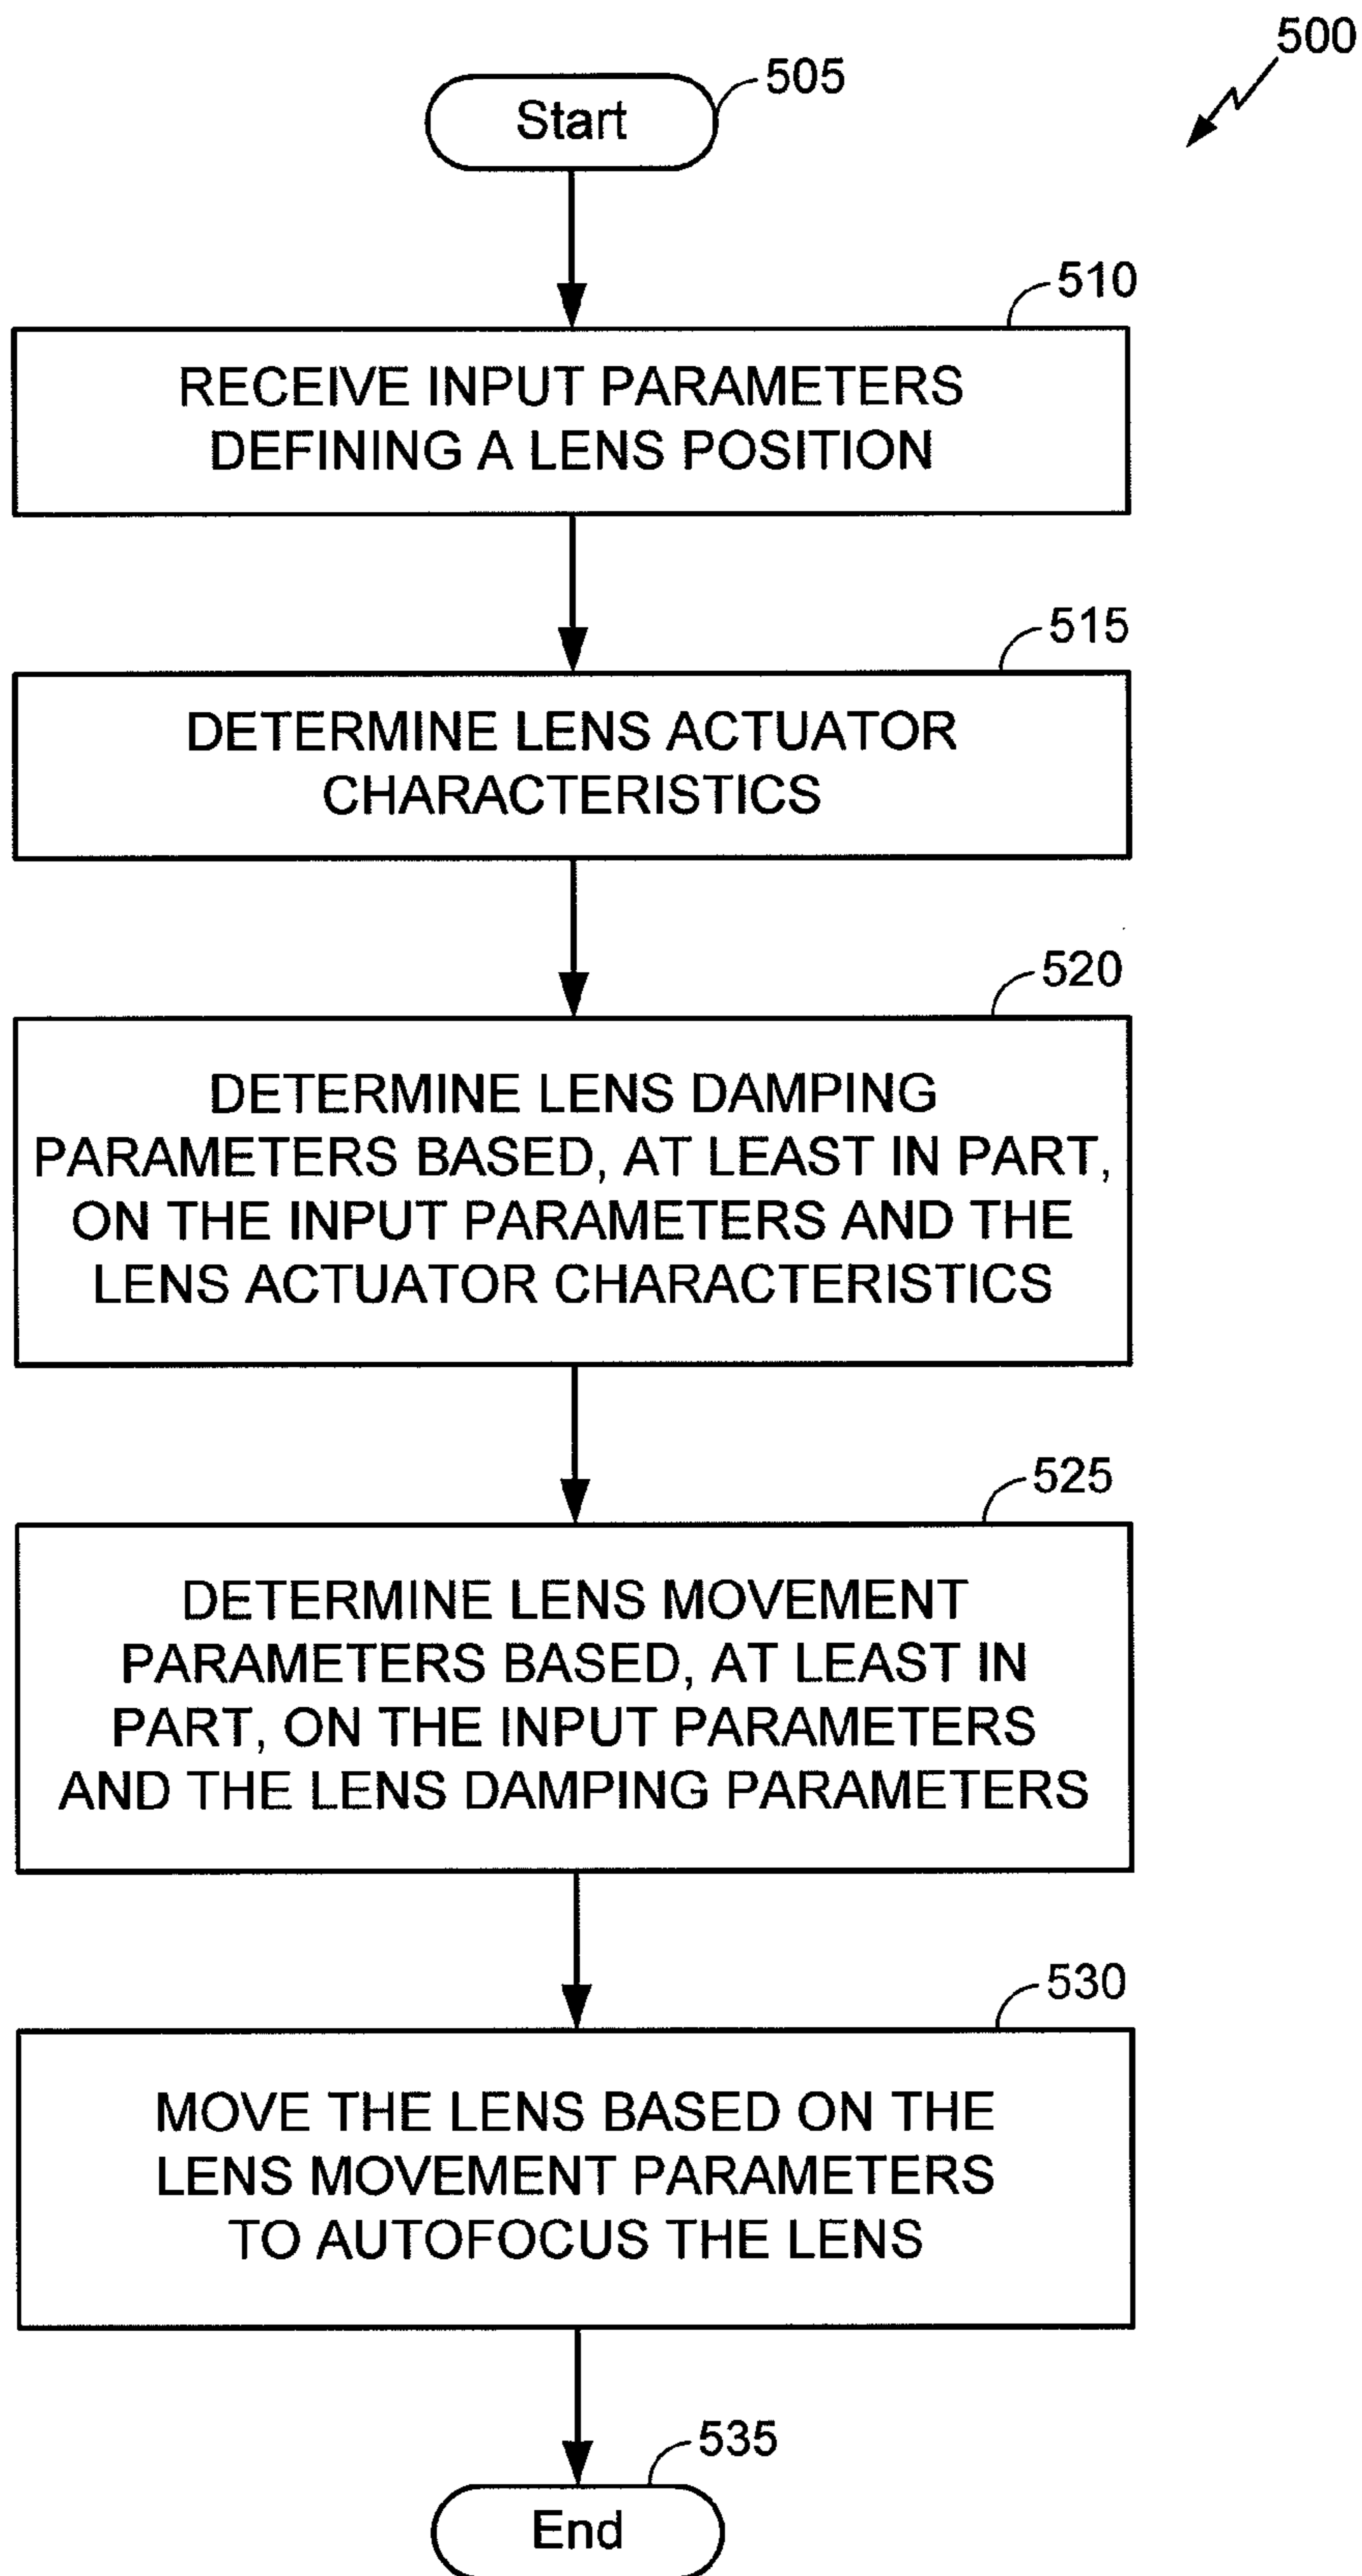 500
505
Start
510
RECEIVE INPUT PARAMETERS
DEFINING A LENS POSITION
515
DETERMINE LENS ACTUATOR
CHARACTERISTICS
520
DETERMINE LENS DAMPING
PARAMETERS BASED, AT LEAST IN PART,
ON THE INPUT PARAMETERS AND THE
LENS ACTUATOR CHARACTERISTICS
525
DETERMINE LENS MOVEMENT
PARAMETERS BASED, AT LEAST IN
PART, ON THE INPUT PARAMETERS
AND THE LENS DAMPING PARAMETERS
530
MOVE THE LENS BASED ON THE
LENS MOVEMENT PARAMETERS
TO AUTOFOCUS THE LENS
535
End